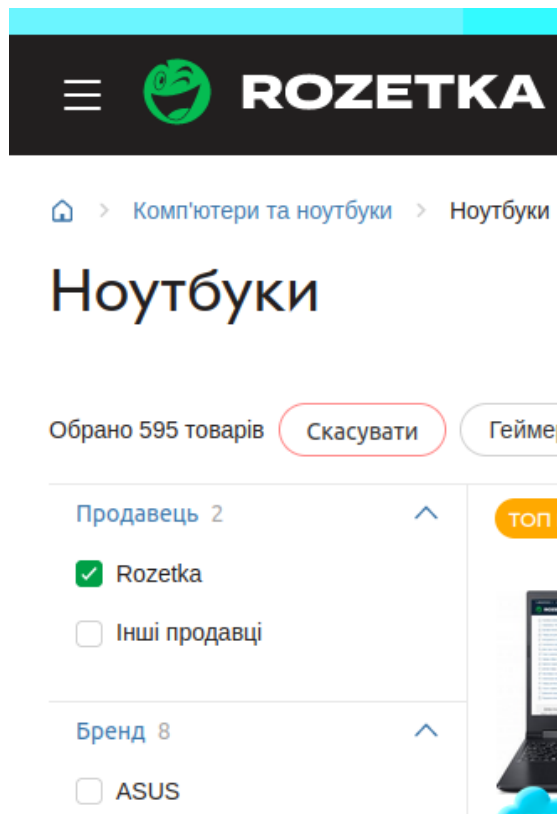 ROZETKA
Комп'ютери та ноутбуки Ноутбуки
Ноутбуки
Обрано 595 товарів Скасувати
Продавець 2
ТОП
Rozetka
Інші продавці
Бренд 8
ASUS